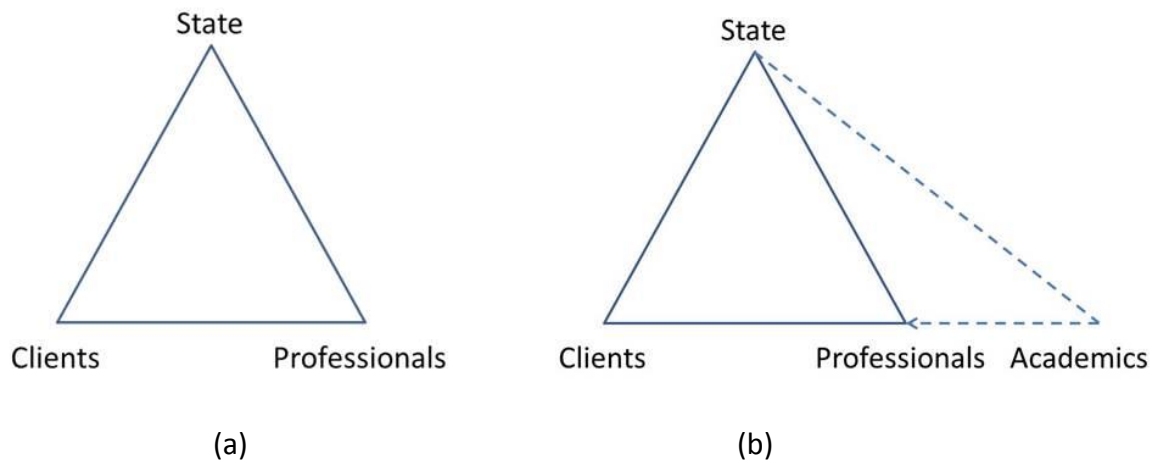 State
Clients Professionals
(a)
State
Clients Professionals Academics
(b)